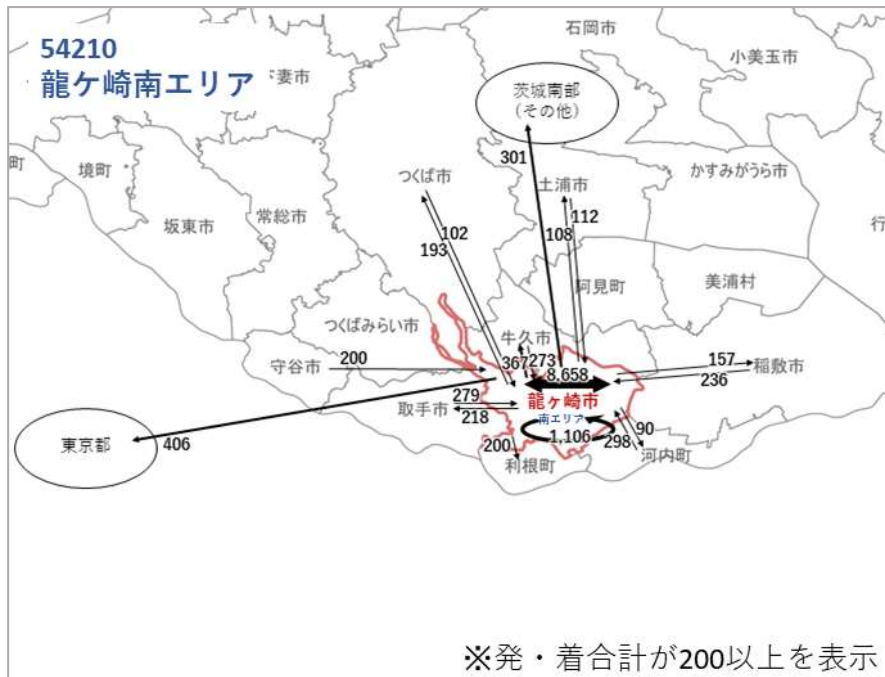 54210
龍ケ崎南エリア
下妻市
石岡市
小美玉市
茨城南部
(その他)
町
境町
つくば市
301
土浦市
かすみがうら市
坂東市
常総市
102
193
112
108
行
阿見町
美浦村
つくばみらい市
牛久市
守谷市
200
367
273
8,658
157
稲敷市
236
279
取手市
218
龍ヶ崎市
南エリア
東京都
406
200
1,106
298
90
利根町
河内町
※発・着合計が200以上を表示